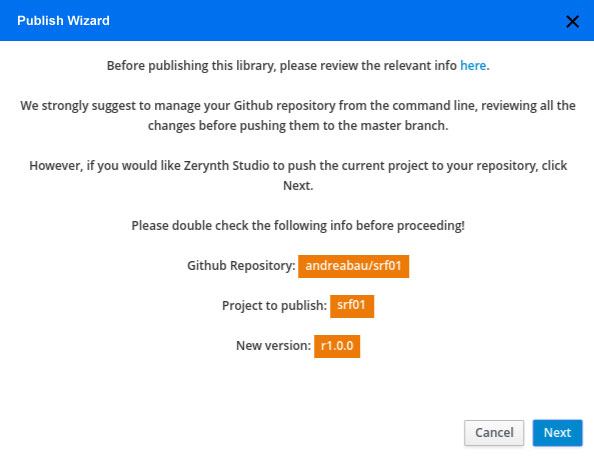 Publish Wizard
Before publishing this library, please review the relevant info here.
We strongly suggest to manage your Github repository from the command line, reviewing all the
changes before pushing them to the master branch.
However, if you would like Zerynth Studio to push the current project to your repository, click
Next.
Please double check the following info before proceeding!
Github Repository: andreabau/srf01
Project to publish: srf01
New version: r1.0.0
Cancel Next